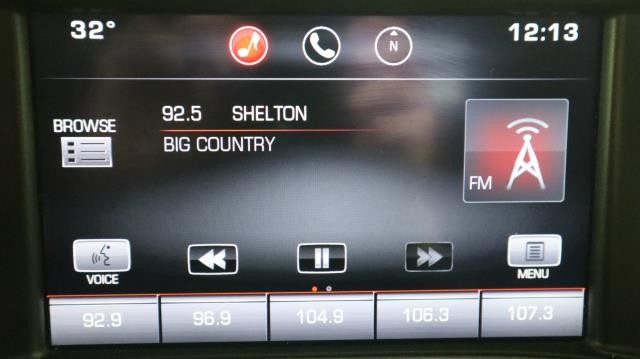 32°
N
12:13
92.5 SHELTON
BROWSE
BIG COUNTRY
FM
VOICE
MENU
92.9 96.9 104.9 106.3 107.3